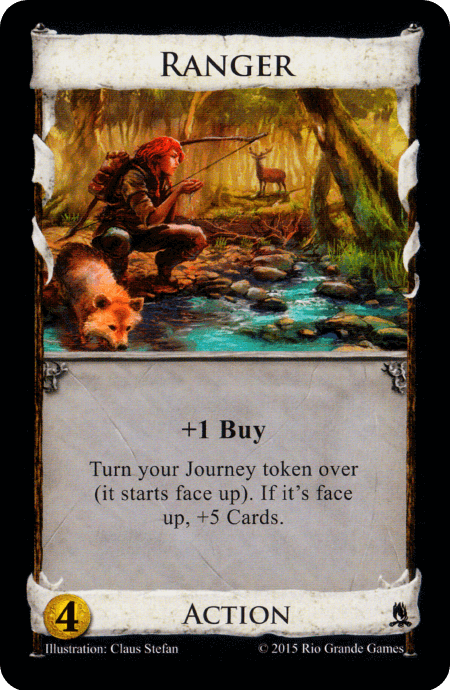 RANGER
+1 Buy
Turn your Journey token over
(it starts face up). If it's face
up, +5 Cards.
4
ACTION
Illustration: Claus Stefan
© 2015 Rio Grande Games